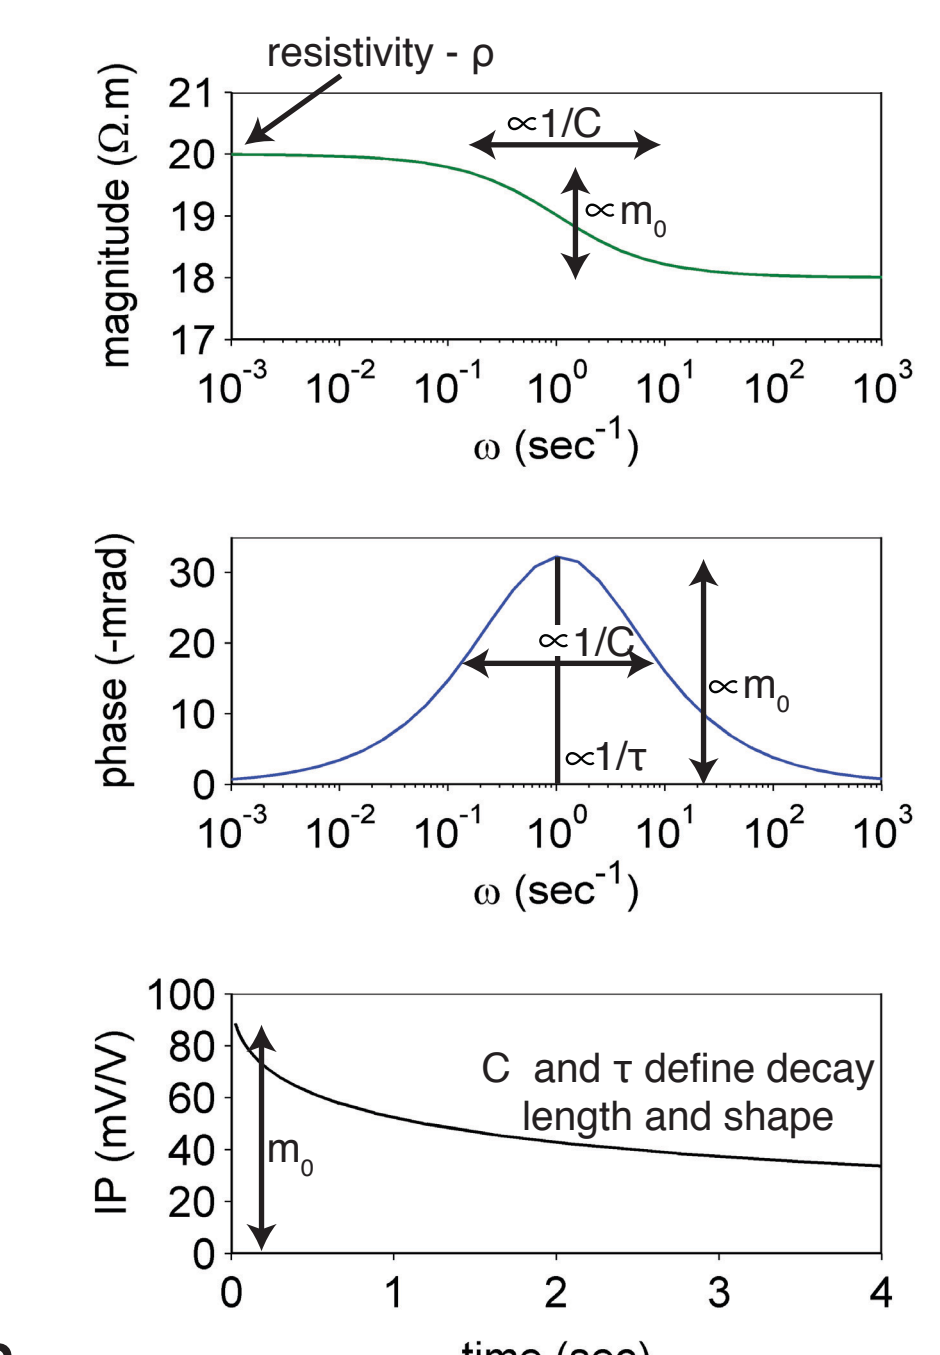 resistivity - ρ
magnitude (Ω.m)
21
20
19
18
17
∝1/C
∝m₀
10⁻³ 10⁻² 10⁻¹ 10⁰ 10¹ 10² 10³
ω (sec⁻¹)
phase (-mrad)
30
20
10
0
∝1/C
∝m₀
∝1/τ
10⁻³ 10⁻² 10⁻¹ 10⁰ 10¹ 10² 10³
ω (sec⁻¹)
IP (mV/V)
100
80
60
40
20
0
C and τ define decay
length and shape
m₀
0 1 2 3 4
time (sec)